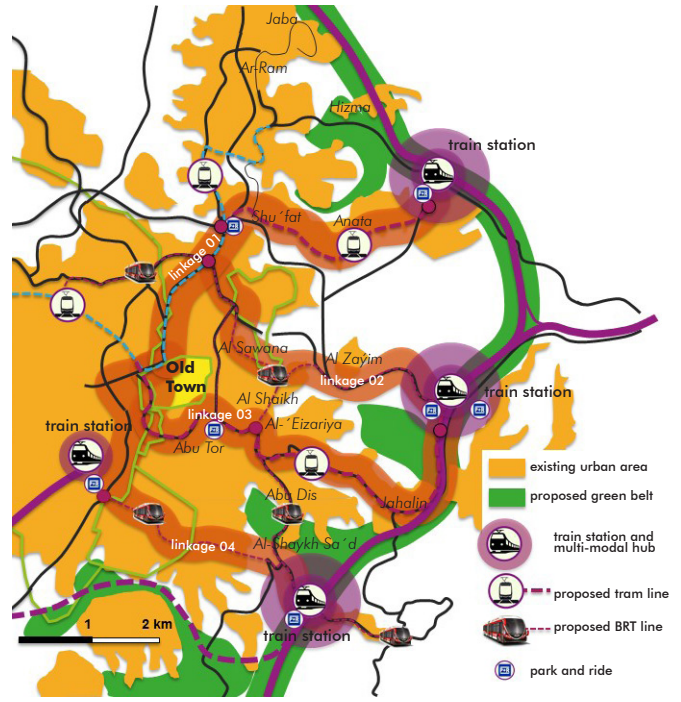 Jaba
Ar-Ram
Hizma
train station
Shu´fat
Anata
linkage 01
Al Sawana
Al Zayim
linkage 02
Old
Town
train station
Al Shaikh
linkage 03
Al-´Eizariya
train station
Abu Tor
Abu Dis
Jahalin
linkage 04
Al-Shaykh Sa´d
train station
1
2 km
existing urban area
proposed green belt
train station and
multi-modal hub
proposed tram line
proposed BRT line
park and ride